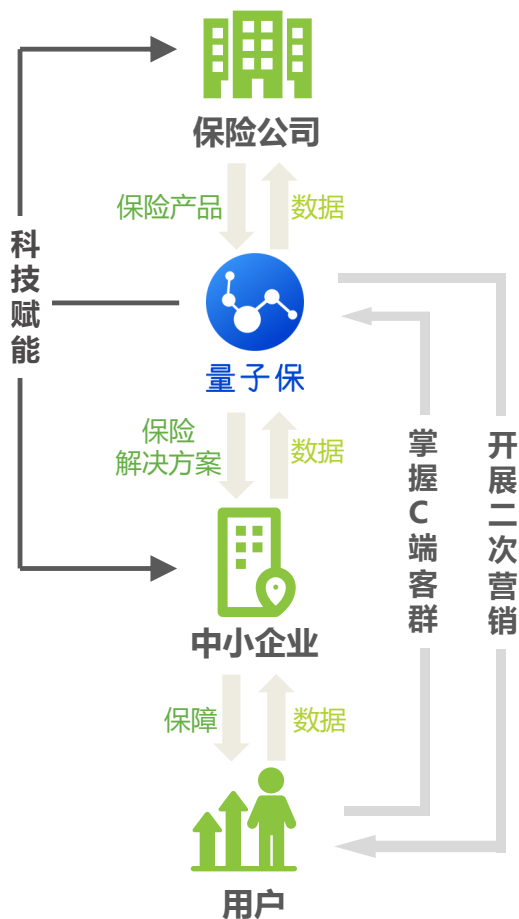 保险公司
保险产品
数据
科技赋能
量子保
保险
解决方案
数据
掌握C端客群
开展二次营销
中小企业
保障
数据
用户